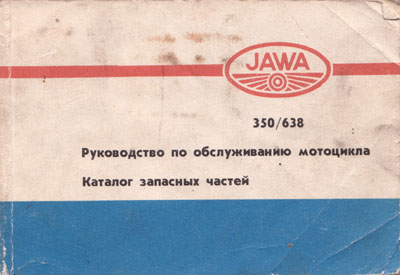 JAWA
350/638
Руководство по обслуживанию мотоцикла
Каталог запасных частей